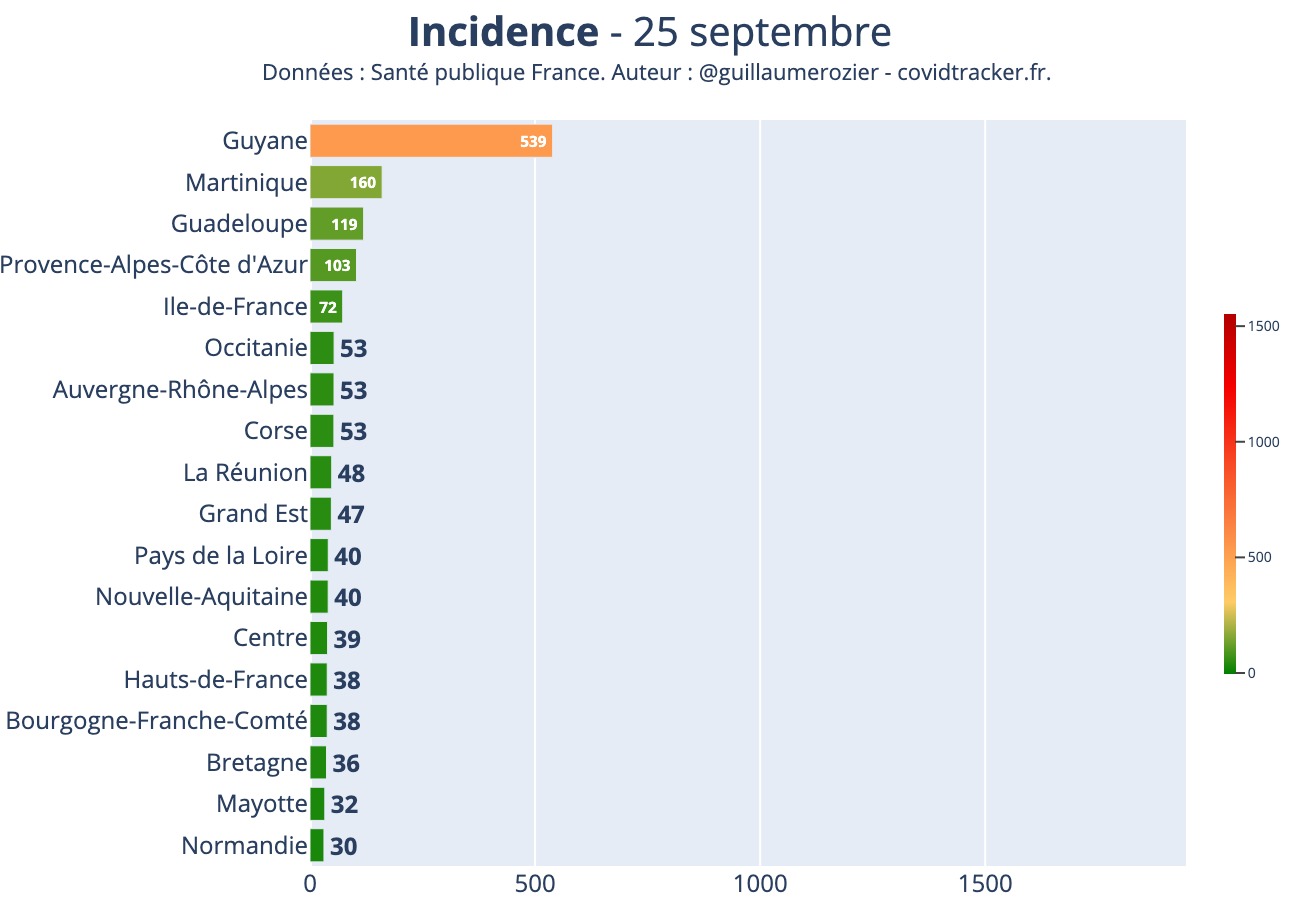 Incidence - 25 septembre
Données : Santé publique France. Auteur : @guillaumerozier - covidtracker.fr.
Guyane 539
Martinique 160
Guadeloupe 119
Provence-Alpes-Côte d'Azur 103
Ile-de-France 72
Occitanie 53
Auvergne-Rhône-Alpes 53
Corse 53
La Réunion 48
Grand Est 47
Pays de la Loire 40
Nouvelle-Aquitaine 40
Centre 39
Hauts-de-France 38
Bourgogne-Franche-Comté 38
Bretagne 36
Mayotte 32
Normandie 30
0 500 1000 1500
1500
1000
500
0